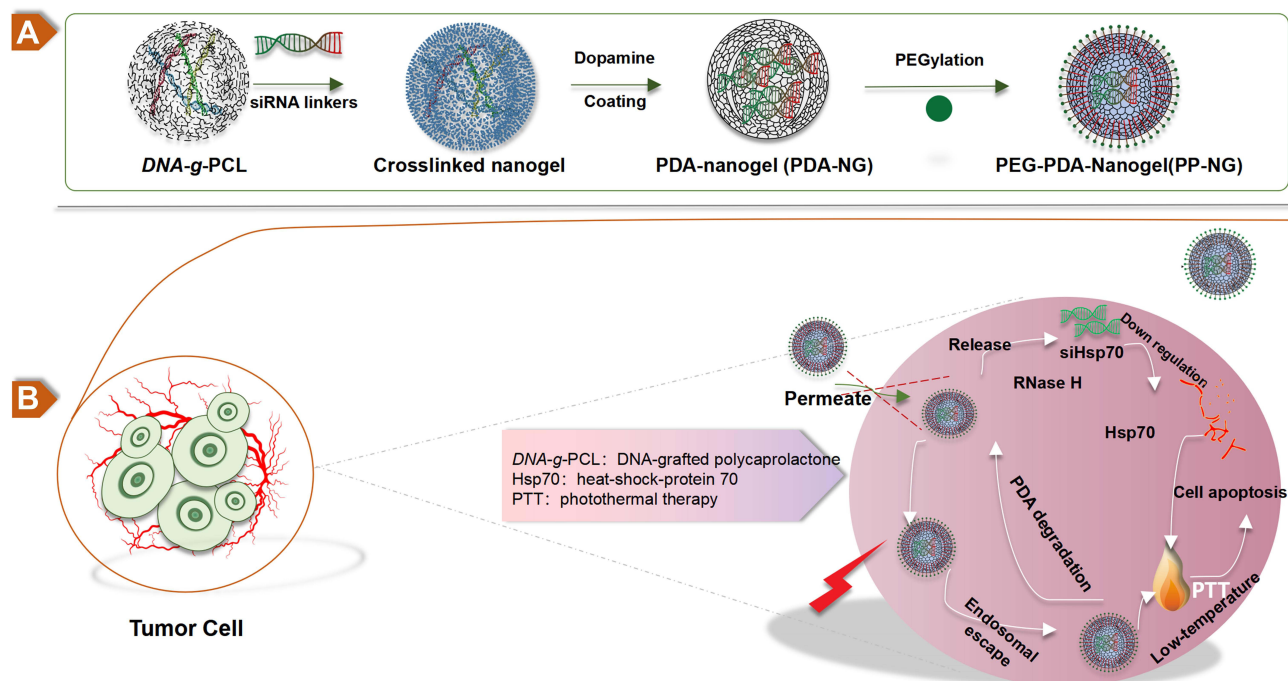 A
siRNA linkers
Dopamine
Coating
PEGylation
DNA-g-PCL
Crosslinked nanogel
PDA-nanogel (PDA-NG)
PEG-PDA-Nanogel(PP-NG)
B
Tumor Cell
DNA-g-PCL：DNA-grafted polycaprolactone
Hsp70：heat-shock-protein 70
PTT：photothermal therapy
Permeate
Release
siHsp70
RNase H
Down regulation
Hsp70
Cell apoptosis
PDA degradation
PTT
Low-temperature
Endosomal
escape